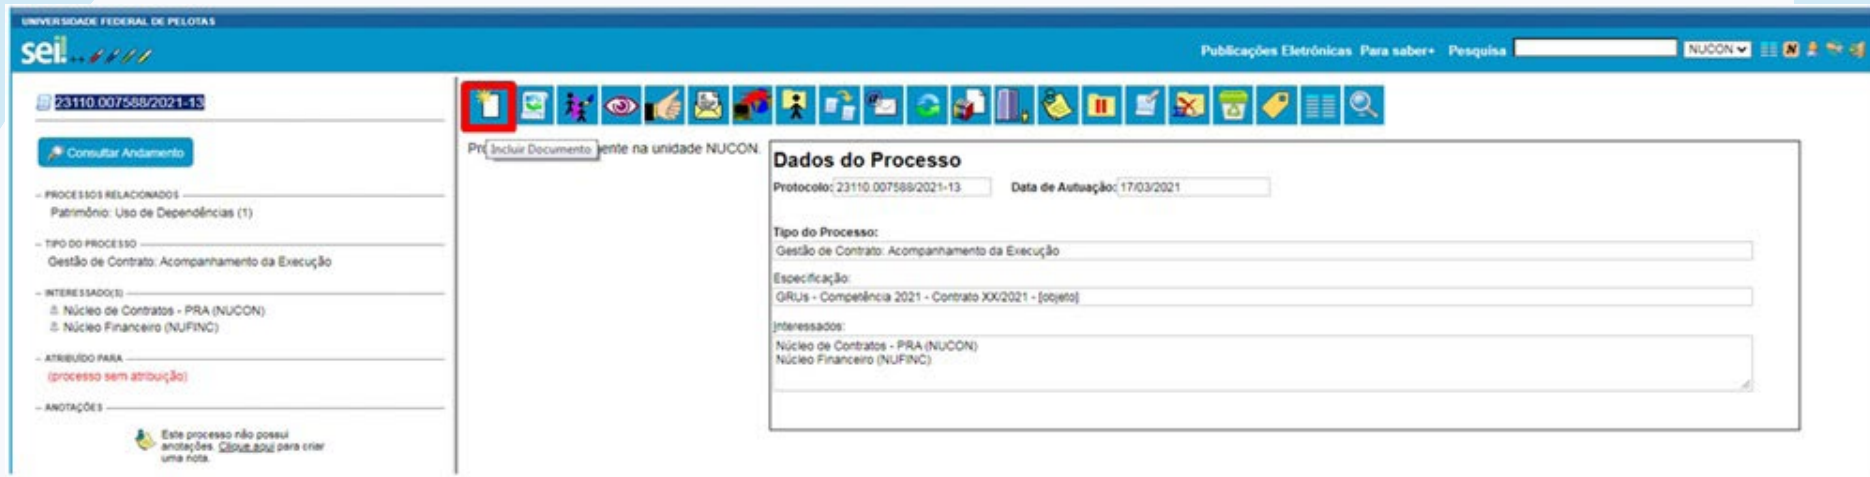 UNIVERSIDADE FEDERAL DE PELOTAS
sei!
Publicações Eletrônicas Para saber+ Pesquisa NUCON
23110.007588/2021-13
Consultar Andamento
PROCESSOS RELACIONADOS
Patrimônio: Uso de Dependências (1)
TIPO DO PROCESSO
Gestão de Contrato: Acompanhamento da Execução
INTERESSADO(S)
Núcleo de Contratos - PRA (NUCON)
Núcleo Financeiro (NUFINC)
ATRIBUÍDO PARA
(processo sem atribuição)
ANOTAÇÕES
Este processo não possui
anotações. Clique aqui para criar
uma nota.
Incluir Documento
na unidade NUCON.
Dados do Processo
Protocolo: 23110.007588/2021-13 Data de Autuação: 17/03/2021
Tipo do Processo:
Gestão de Contrato: Acompanhamento da Execução
Especificação:
GRUs - Competência 2021 - Contrato XX/2021 - [objeto]
Interessados:
Núcleo de Contratos - PRA (NUCON)
Núcleo Financeiro (NUFINC)